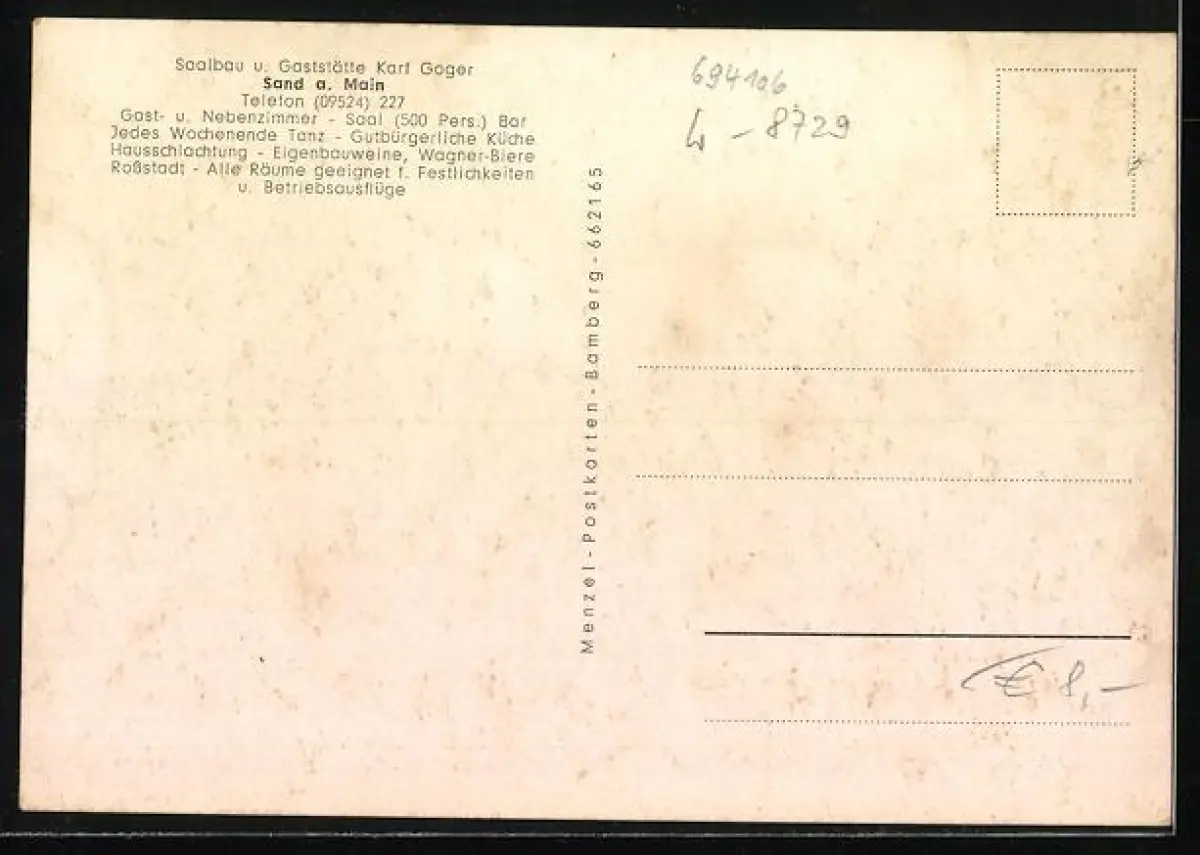 Saalbau u. Gaststätte Karl Goger
Sand a. Main
Telefon (09524) 227
Gast- u. Nebenzimmer - Saal (500 Pers.) Bar
Jedes Wochenende Tanz - Gutbürgerliche Küche
Hausschlachtung - Eigenbauweine, Wagner-Biere
Roßstadt - Alle Räume geeignet f. Festlichkeiten
u. Betriebsausflüge
Menzel-Postkarten-Bamberg-662165
694106
-8729
€ 8,-